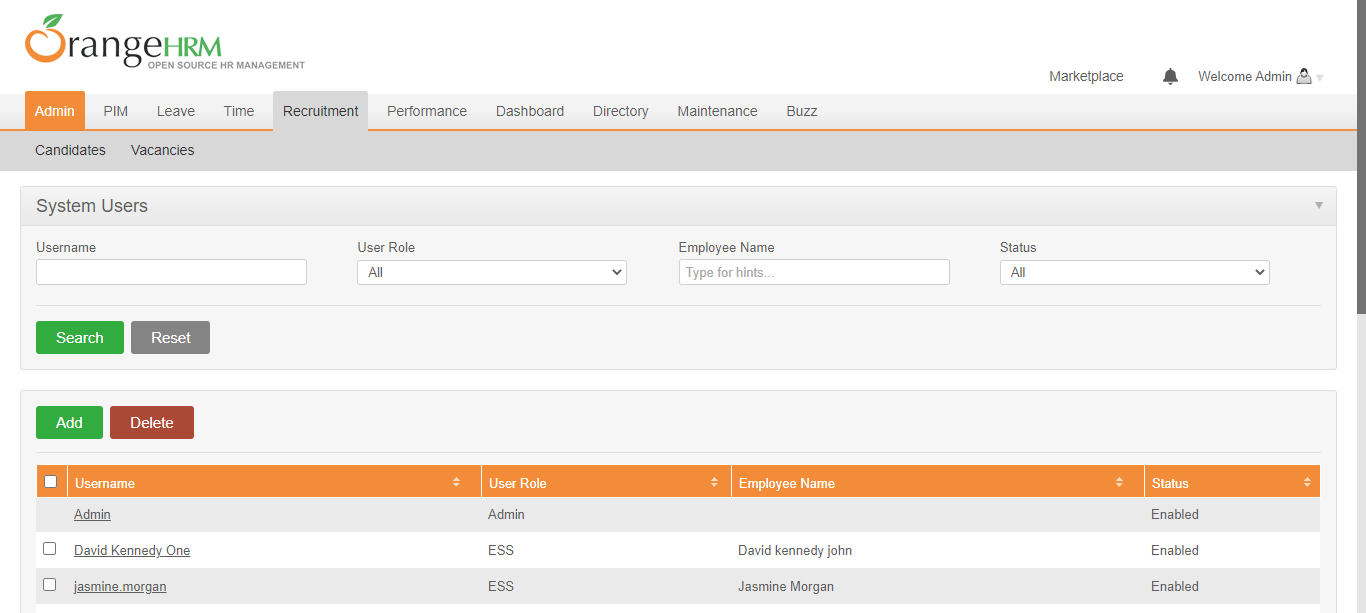 OrangeHRM
OPEN SOURCE HR MANAGEMENT
Marketplace Welcome Admin
Admin PIM Leave Time Recruitment Performance Dashboard Directory Maintenance Buzz
Candidates Vacancies
System Users
Username User Role Employee Name Status
All Type for hints... All
Search Reset
Add Delete
Username User Role Employee Name Status
Admin Admin Enabled
David Kennedy One ESS David kennedy john Enabled
jasmine.morgan ESS Jasmine Morgan Enabled